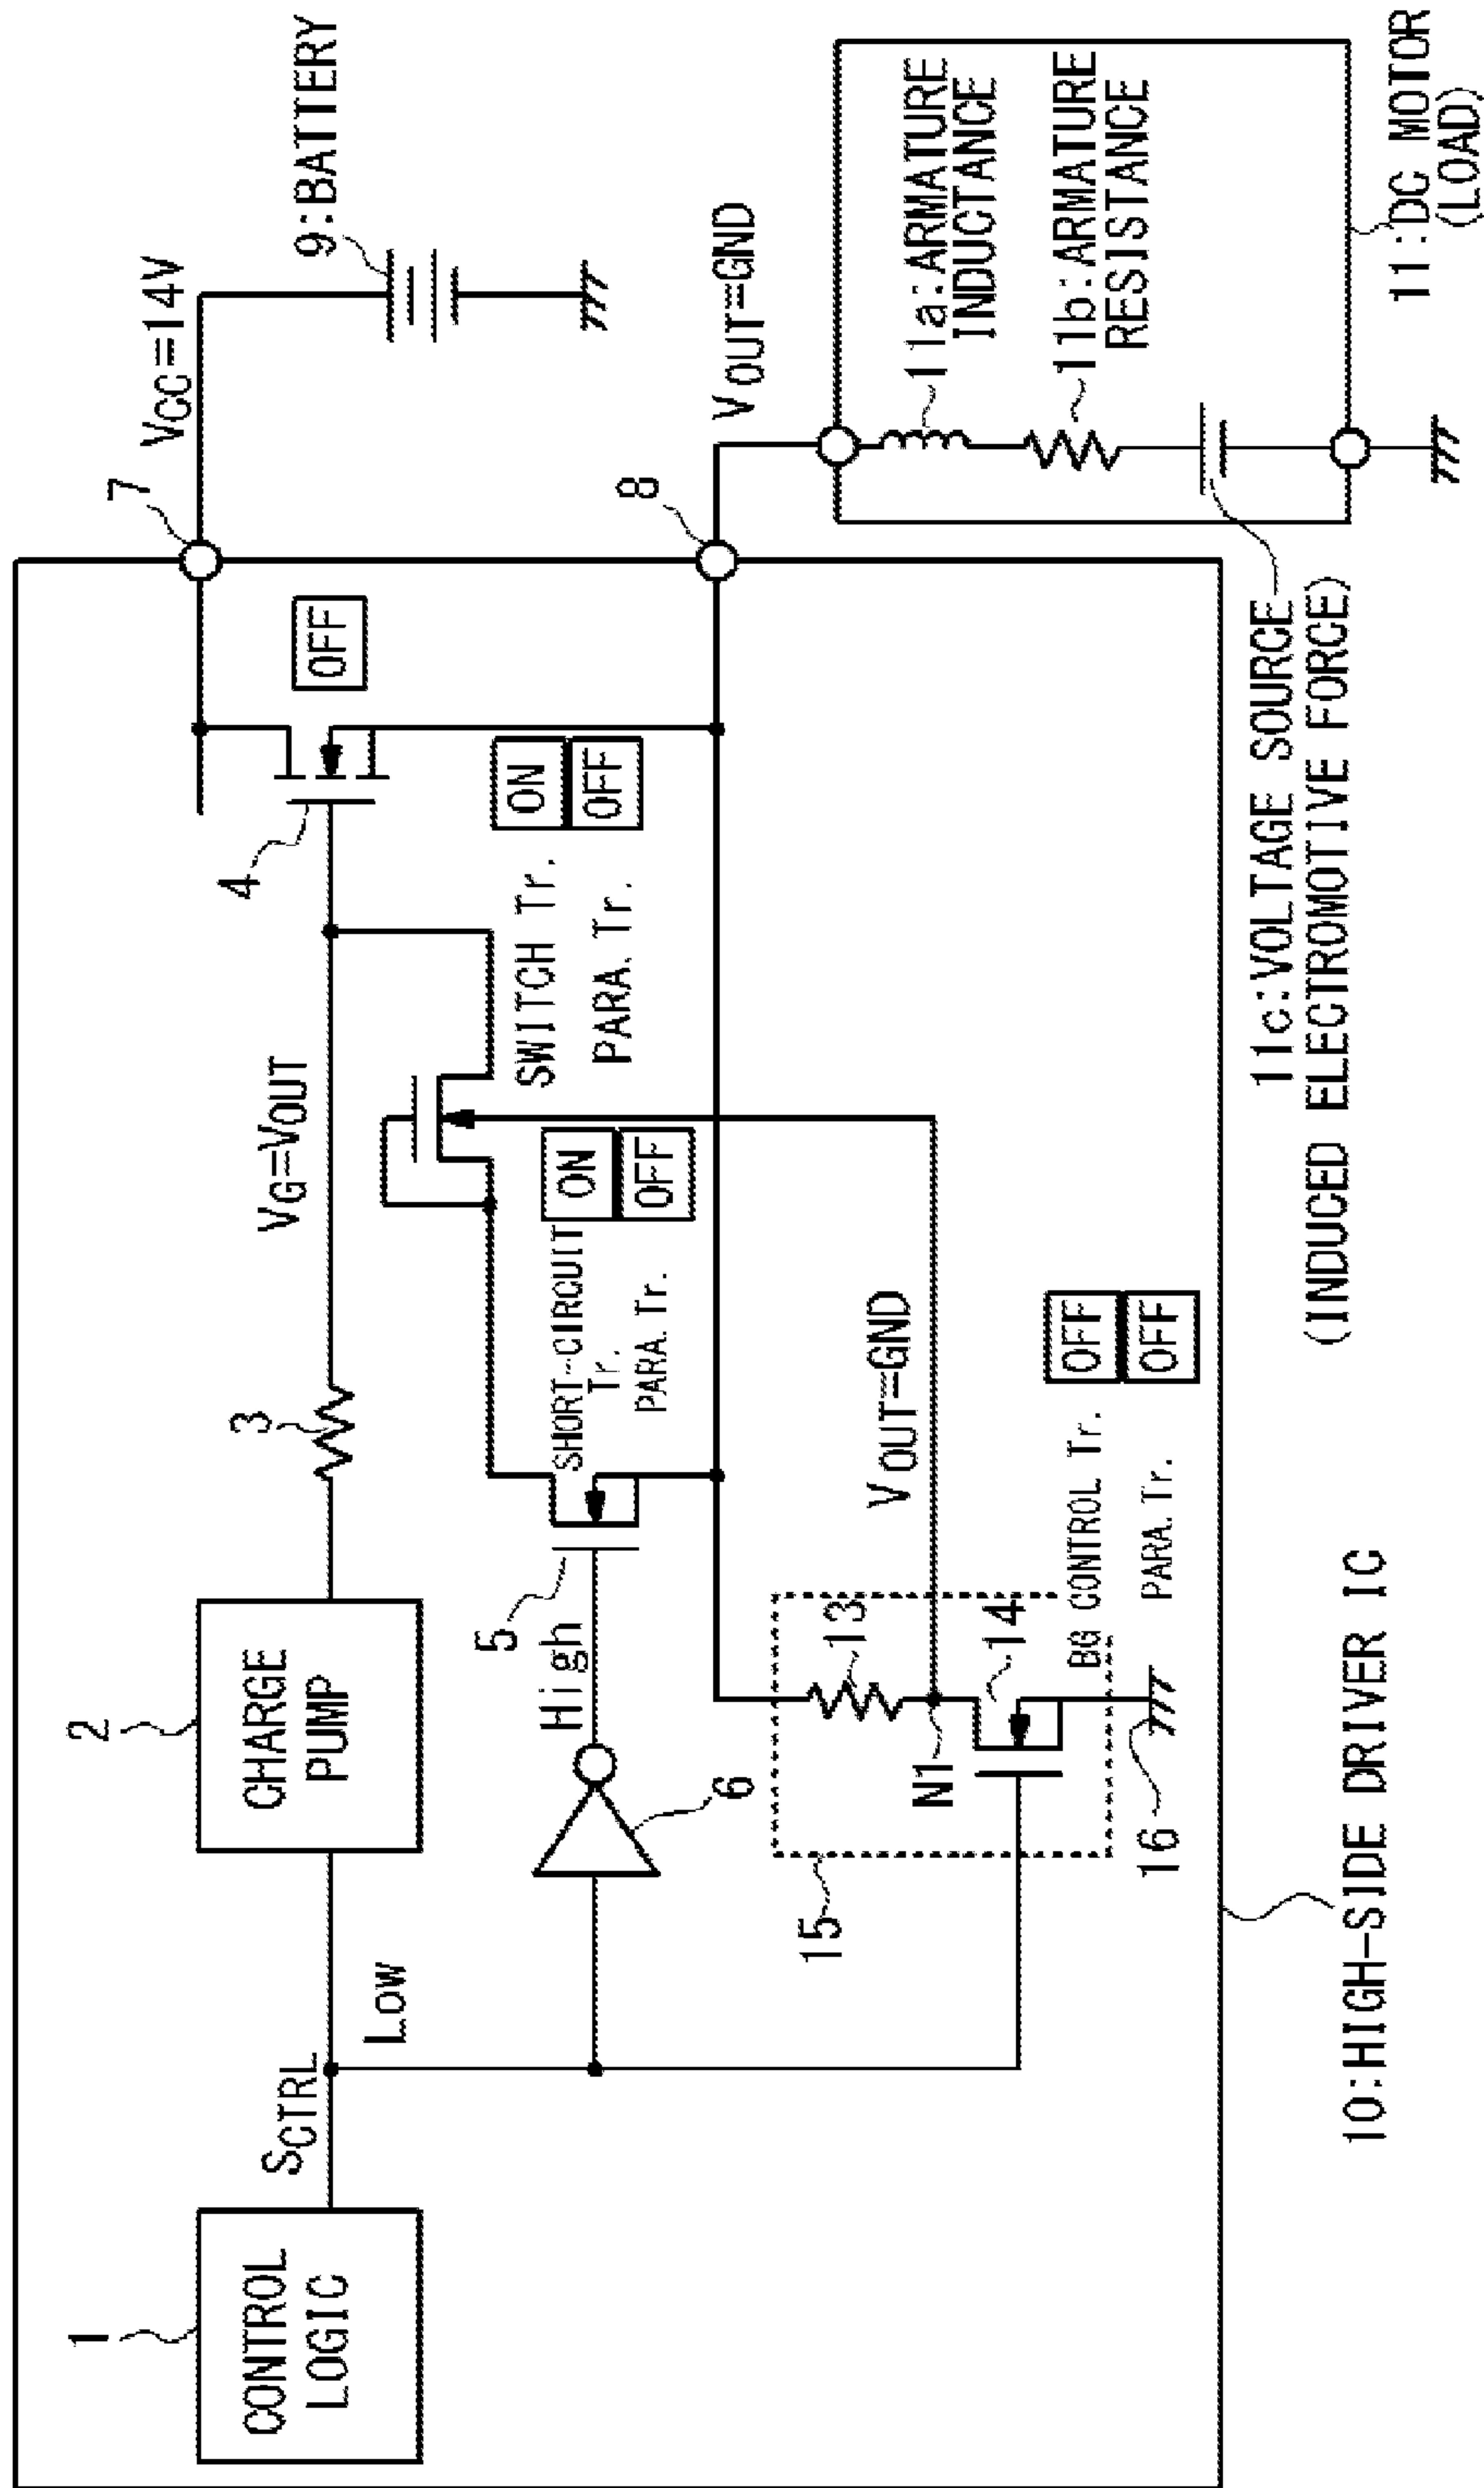 1
CONTROL
LOGIC
SCTRL
Low
2
CHARGE
PUMP
3
VG=VOUT
4
OFF
7
VCC=14V
9:BATTERY
6
High
5
SHORT-CIRCUIT
Tr.
PARA. Tr.
ON
OFF
SWITCH Tr.
PARA. Tr.
ON
OFF
8
VOUT=GND
15
13
N1
14
VOUT=GND
BG CONTROL Tr.
PARA. Tr.
OFF
OFF
16
11a:ARMATURE
INDUCTANCE
11b:ARMATURE
RESISTANCE
11c:VOLTAGE SOURCE
(INDUCED ELECTROMOTIVE FORCE)
11:DC MOTOR
(LOAD)
10:HIGH-SIDE DRIVER IC